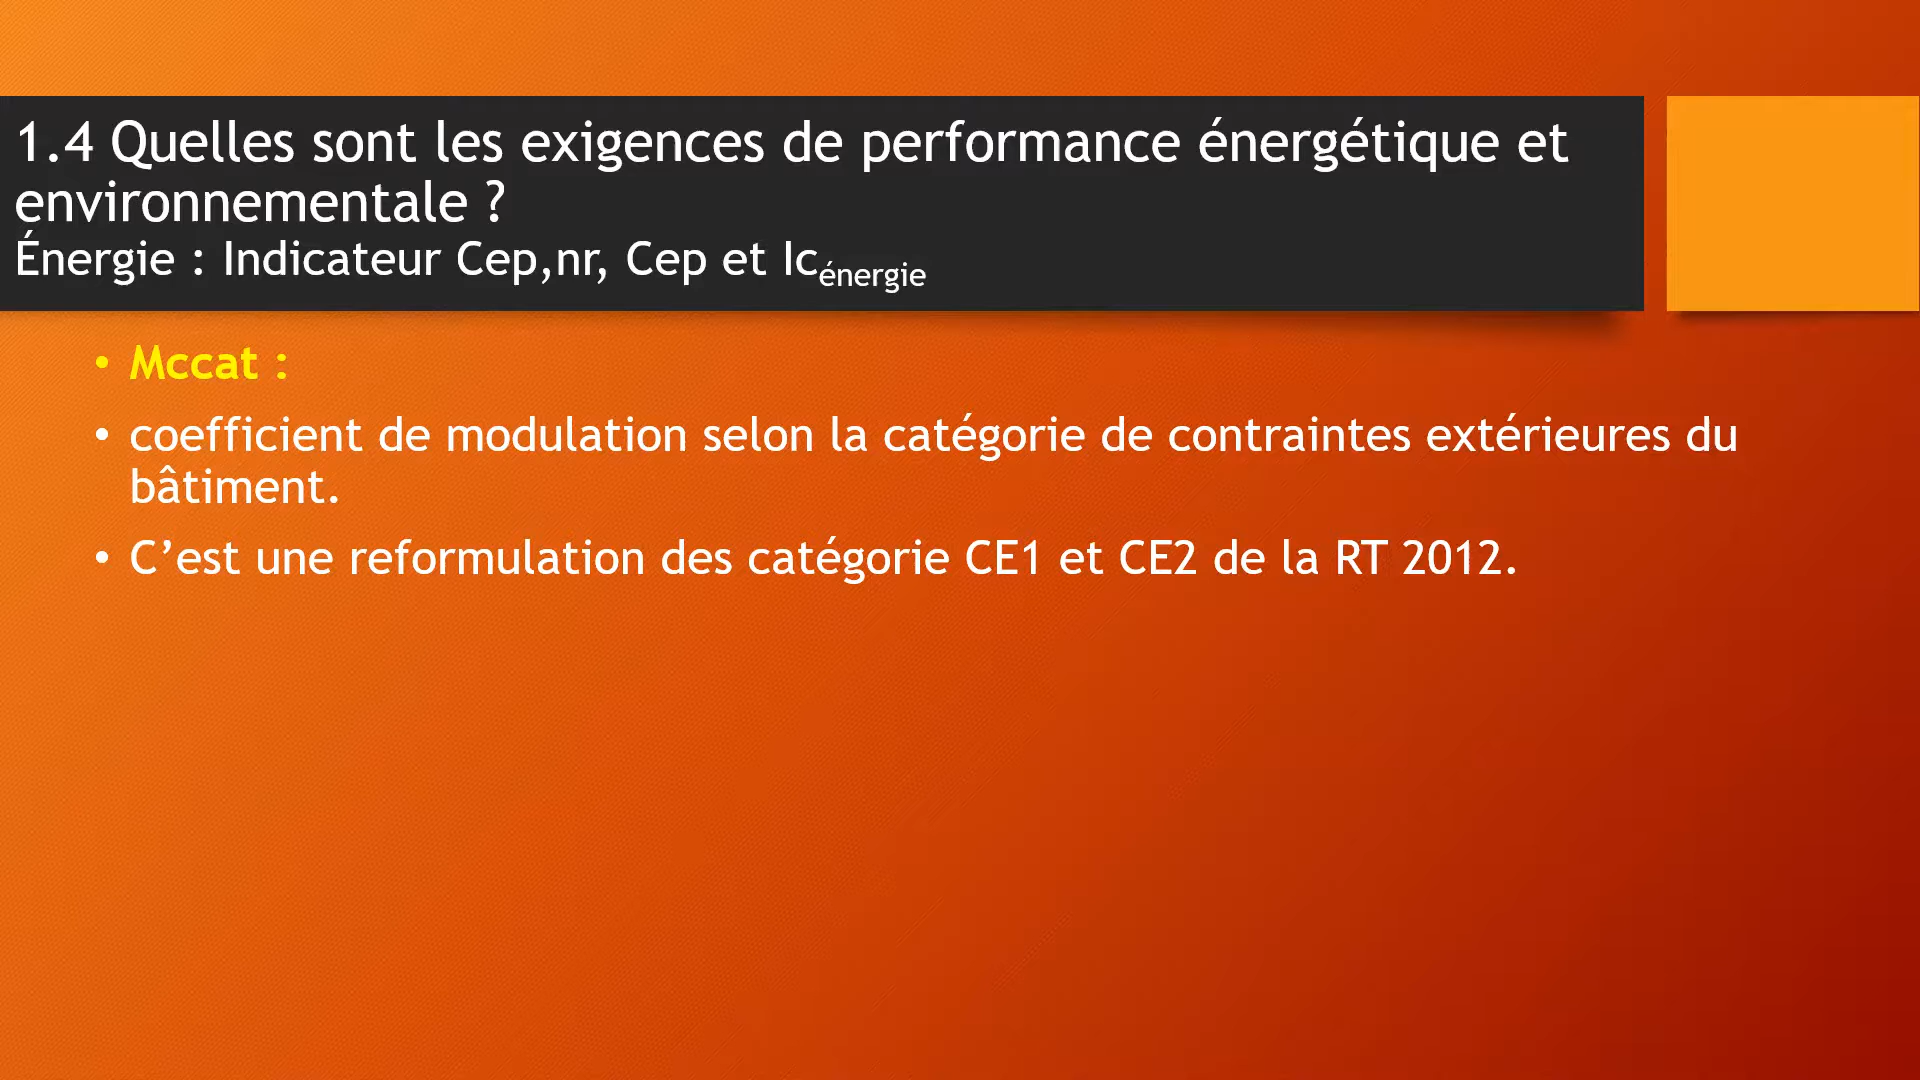 1.4 Quelles sont les exigences de performance énergétique et
environnementale ?
Énergie : Indicateur Cep,nr, Cep et Icénergie
• Mccat :
• coefficient de modulation selon la catégorie de contraintes extérieures du
bâtiment.
• C’est une reformulation des catégorie CE1 et CE2 de la RT 2012.